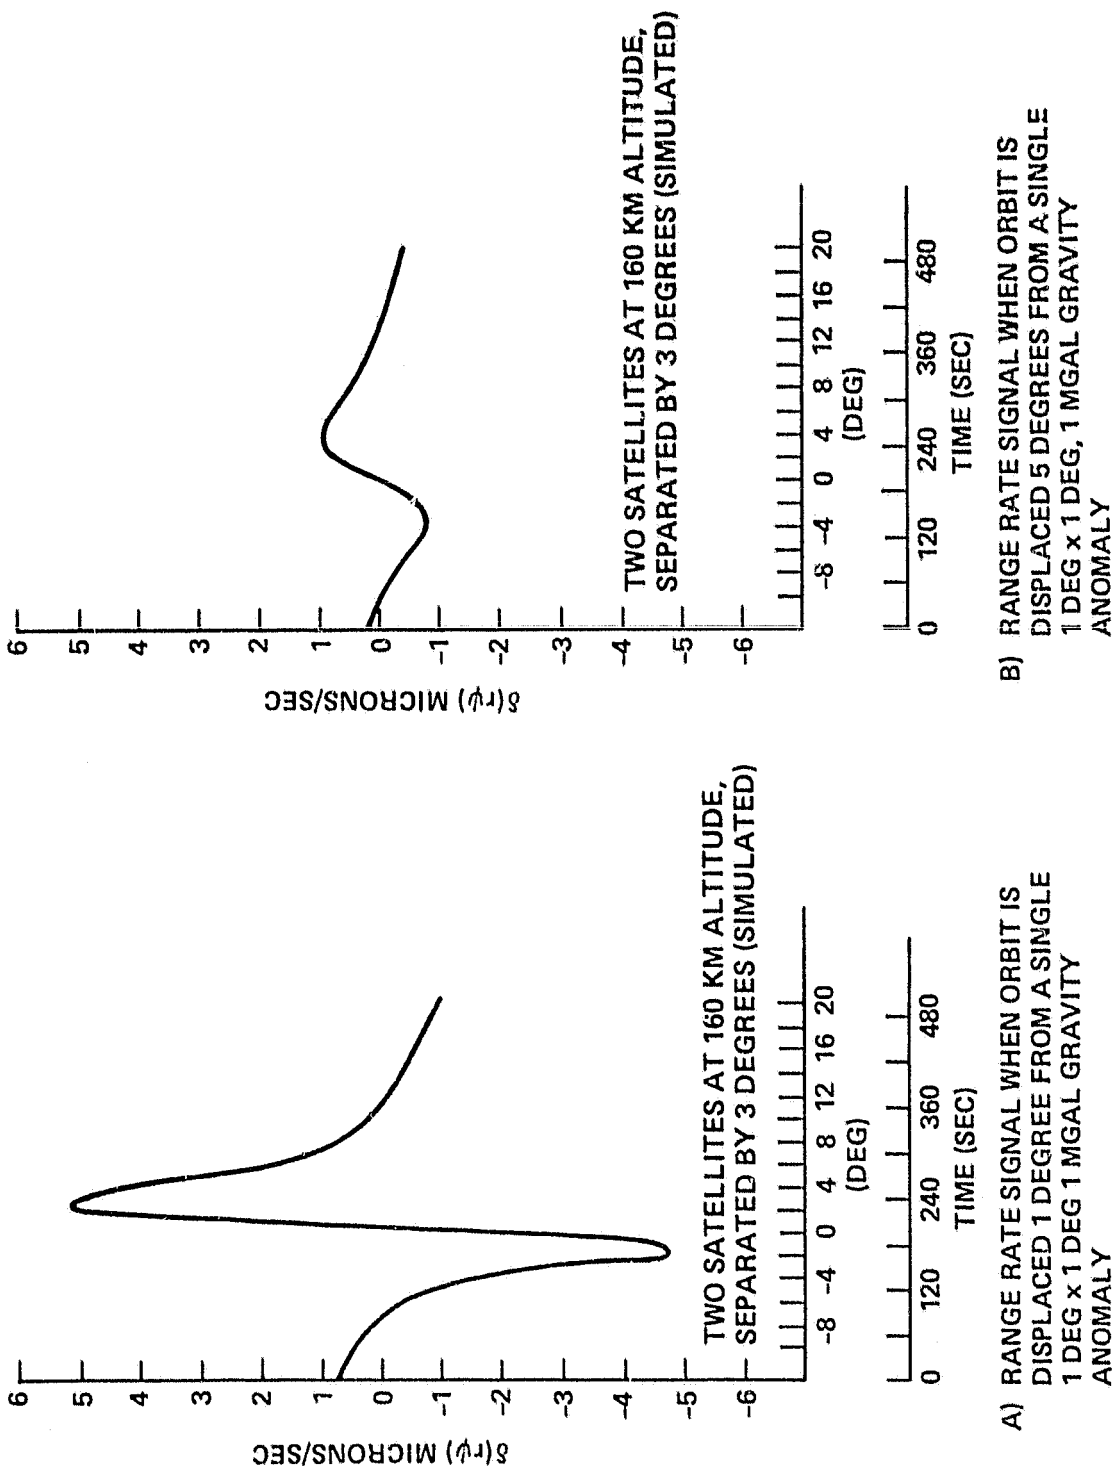 6
5
4
3
2
1
0
-1
-2
-3
-4
-5
-6
δ(rψ) MICRONS/SEC
TWO SATELLITES AT 160 KM ALTITUDE,
SEPARATED BY 3 DEGREES (SIMULATED)
-8 -4 0 4 8 12 16 20
(DEG)
0 120 240 360 480
TIME (SEC)
A) RANGE RATE SIGNAL WHEN ORBIT IS
DISPLACED 1 DEGREE FROM A SINGLE
1 DEG x 1 DEG 1 MGAL GRAVITY
ANOMALY
6
5
4
3
2
1
0
-1
-2
-3
-4
-5
-6
δ(rψ) MICRONS/SEC
TWO SATELLITES AT 160 KM ALTITUDE,
SEPARATED BY 3 DEGREES (SIMULATED)
-8 -4 0 4 8 12 16 20
(DEG)
0 120 240 360 480
TIME (SEC)
B) RANGE RATE SIGNAL WHEN ORBIT IS
DISPLACED 5 DEGREES FROM A SINGLE
1 DEG x 1 DEG, 1 MGAL GRAVITY
ANOMALY